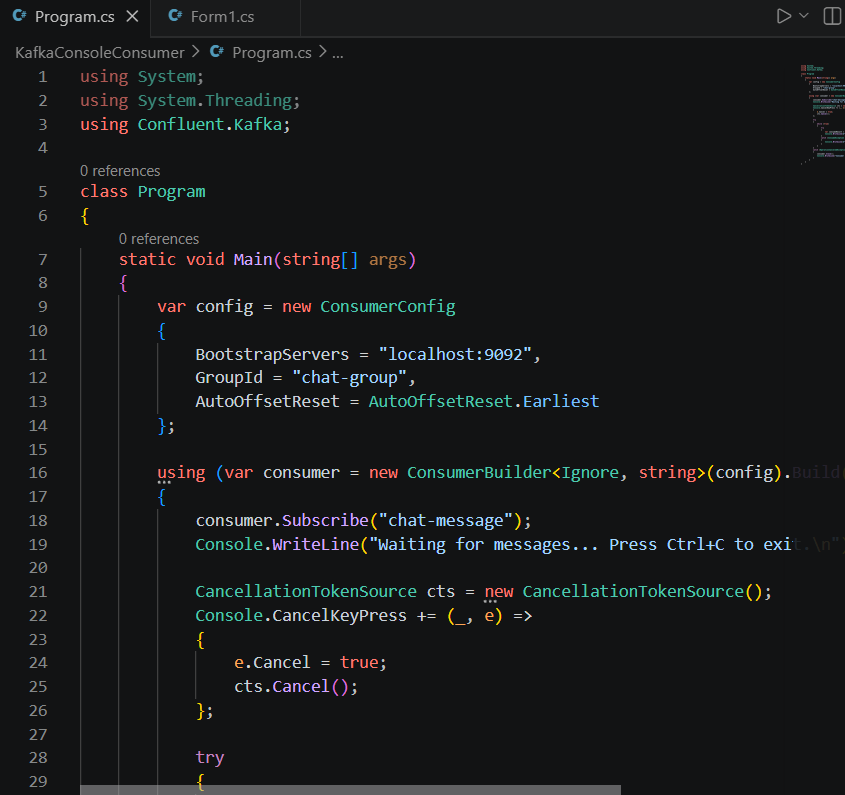 Program.cs
Form1.cs
KafkaConsoleConsumer > Program.cs > ...
1 using System;
2 using System.Threading;
3 using Confluent.Kafka;
4
0 references
5 class Program
6 {
0 references
7 static void Main(string[] args)
8 {
9 var config = new ConsumerConfig
10 {
11 BootstrapServers = "localhost:9092",
12 GroupId = "chat-group",
13 AutoOffsetReset = AutoOffsetReset.Earliest
14 };
15
16 using (var consumer = new ConsumerBuilder<Ignore, string>(config).Build
17 {
18 consumer.Subscribe("chat-message");
19 Console.WriteLine("Waiting for messages... Press Ctrl+C to exit.\n")
20
21 CancellationTokenSource cts = new CancellationTokenSource();
22 Console.CancelKeyPress += (_, e) =>
23 {
24 e.Cancel = true;
25 cts.Cancel();
26 };
27
28 try
29 {